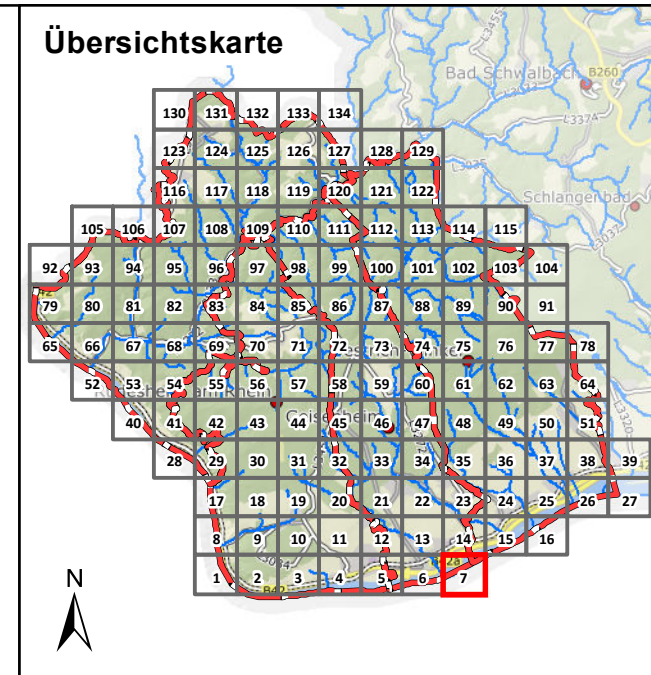 Übersichtskarte
Bad Schwalbach
B260
L3374
L3035
Schlangenbad
L3037
130 131 132 133 134
123 124 125 126 127 128 129
116 117 118 119 120 121 122
105 106 107 108 109 110 111 112 113 114 115
92 93 94 95 96 97 98 99 100 101 102 103 104
79 80 81 82 83 84 85 86 87 88 89 90 91
65 66 67 68 69 70 71 72 73 74 75 76 77 78
52 53 54 55 56 57 58 59 60 61 62 63 64
40 41 42 43 44 45 46 47 48 49 50 51
L3320
28 29 30 31 32 33 34 35 36 37 38 39
17 18 19 20 21 22 23 24 25 26 27
8 9 10 11 12 13 14 15 16
L3034
1 2 3 4 5 6 7
B42
N